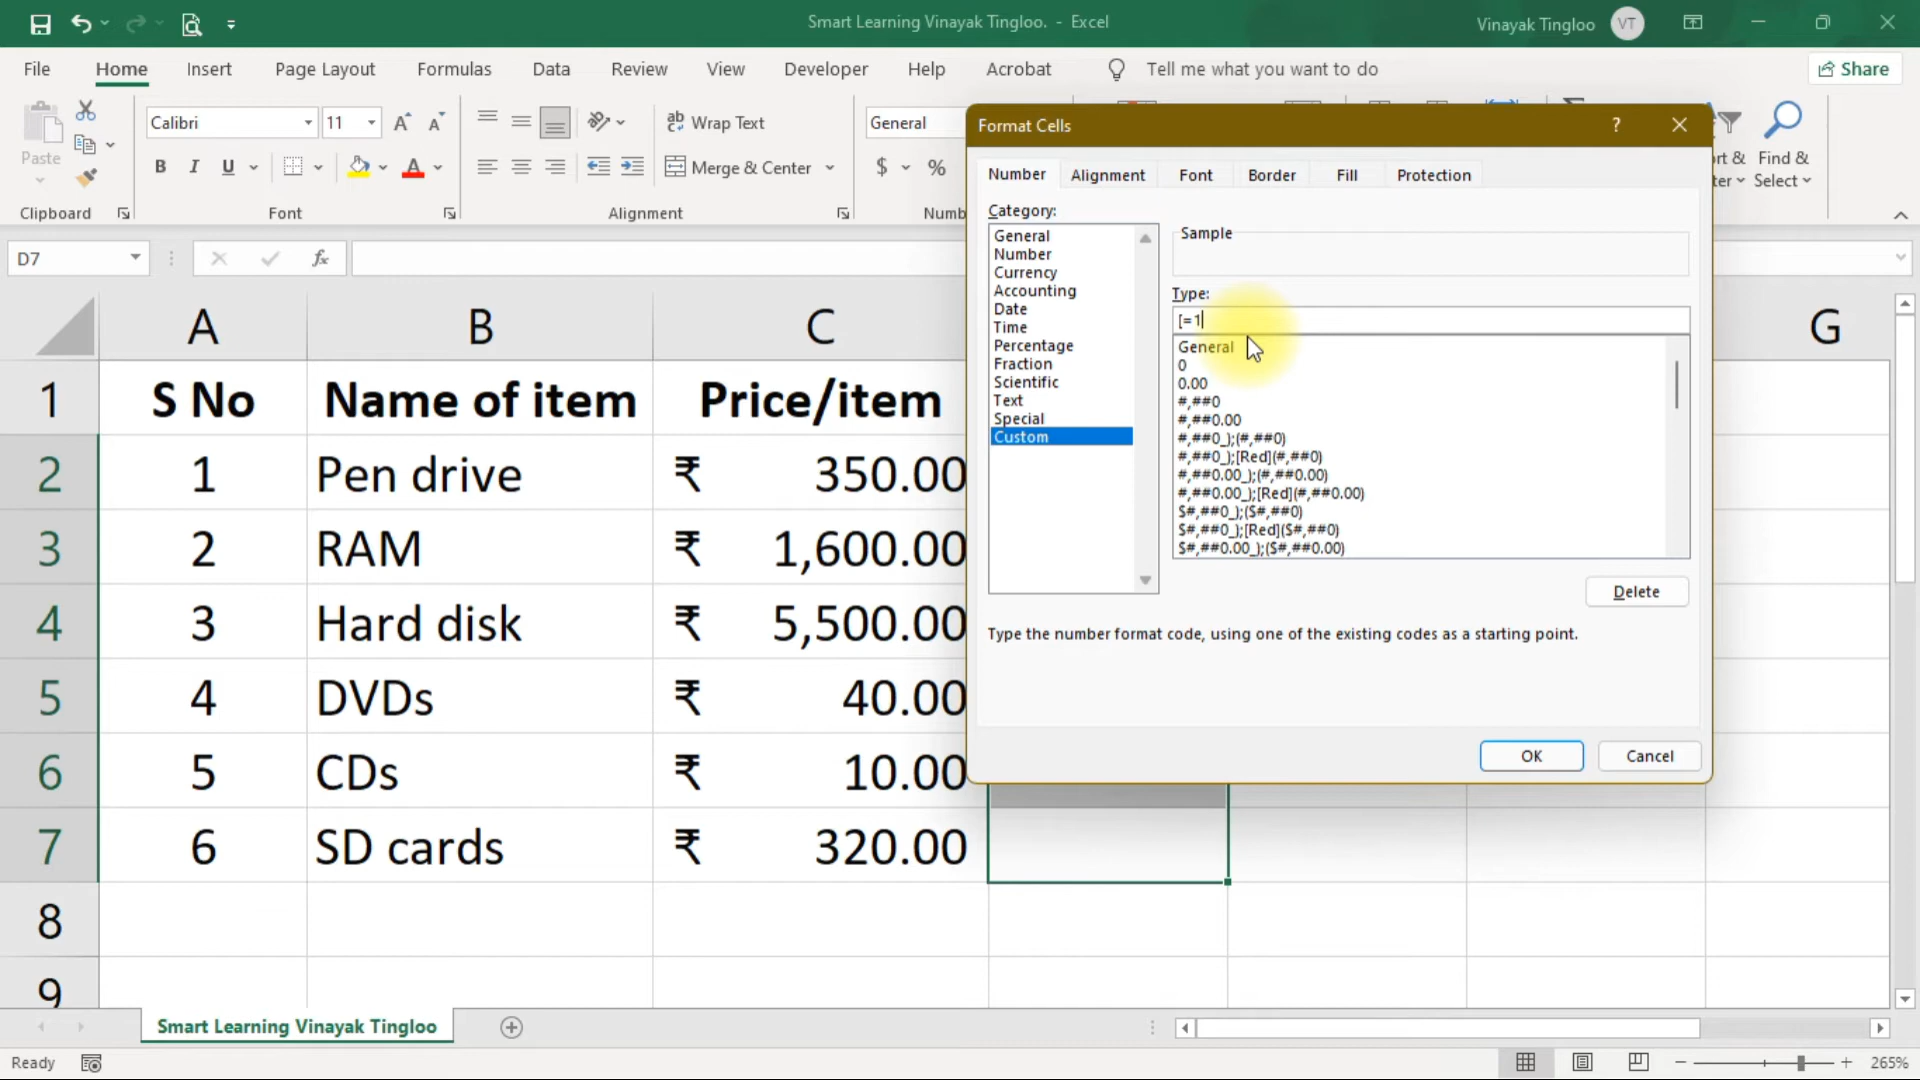 Smart Learning Vinayak Tingloo. - Excel
Vinayak Tingloo VT
File Home Insert Page Layout Formulas Data Review View Developer Help Acrobat Tell me what you want to do Share
Paste
Calibri 11
Wrap Text
General
B I U
Merge & Center
$ %
Find &
Select
Clipboard Font Alignment
D7
fx
Format Cells ? 
Number Alignment Font Border Fill Protection
Category:
General
Number
Currency
Accounting
Date
Time
Percentage
Fraction
Scientific
Text
Special
Custom
Sample
Type:
[=1
General
0
0.00
#,##0
#,##0.00
#,##0_);(#,##0)
#,##0_);[Red](#,##0)
#,##0.00_);(#,##0.00)
#,##0.00_);[Red](#,##0.00)
$#,##0_);($#,##0)
$#,##0_);[Red]($#,##0)
$#,##0.00_);($#,##0.00)
Delete
Type the number format code, using one of the existing codes as a starting point.
OK Cancel
A B C G
1 S No Name of item Price/item
2 1 Pen drive ₹ 350.00
3 2 RAM ₹ 1,600.00
4 3 Hard disk ₹ 5,500.00
5 4 DVDs ₹ 40.00
6 5 CDs ₹ 10.00
7 6 SD cards ₹ 320.00
8
9
Smart Learning Vinayak Tingloo
Ready
265%